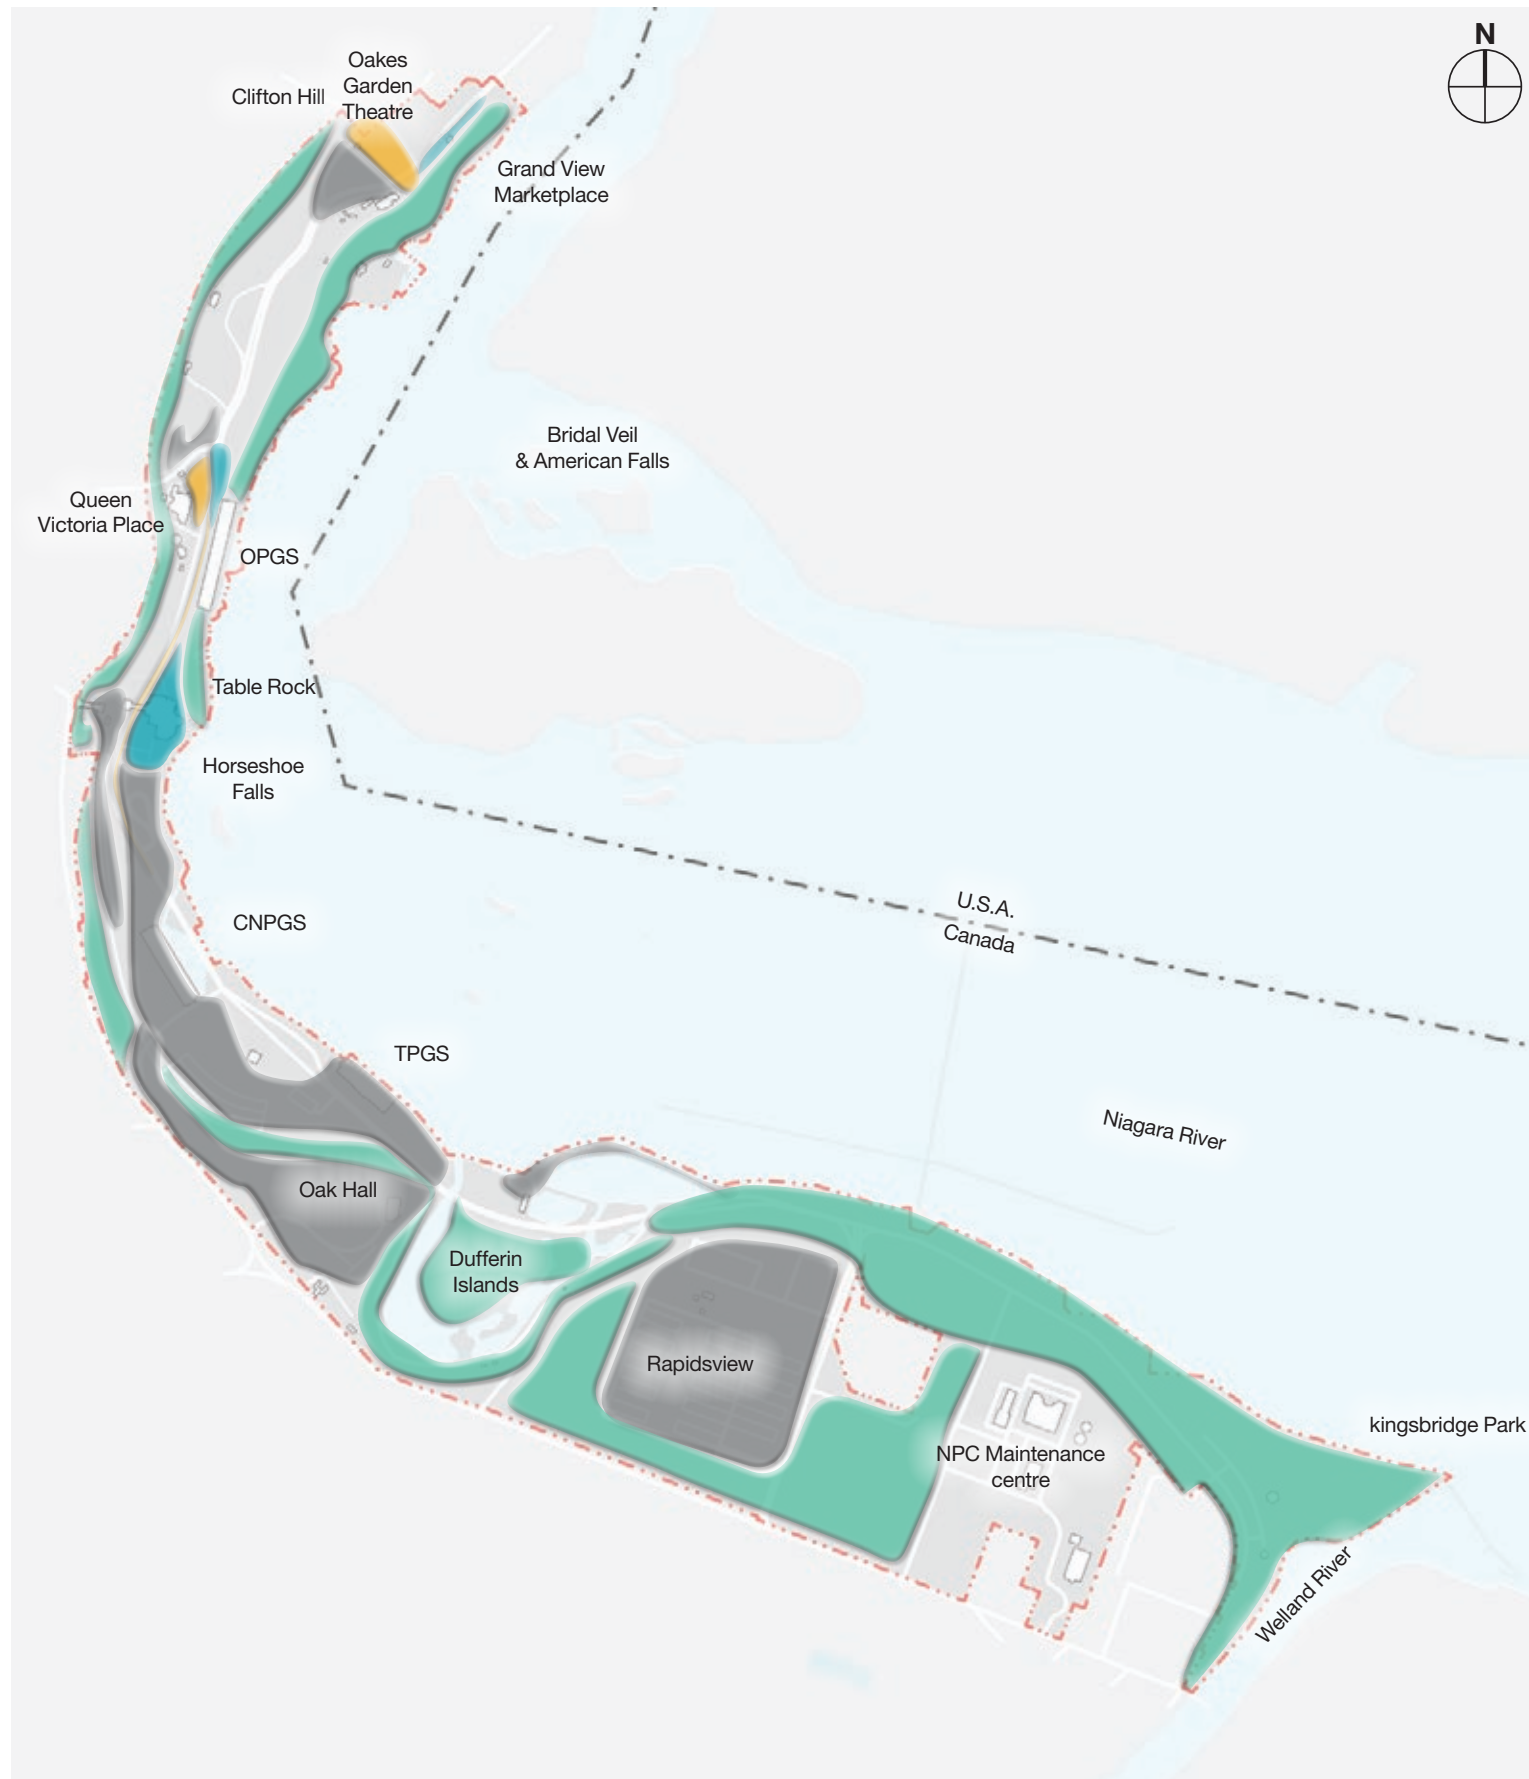 N
Oakes
Garden
Theatre
Clifton Hill
Grand View
Marketplace
Bridal Veil
& American Falls
Queen
Victoria Place
OPGS
Table Rock
Horseshoe
Falls
U.S.A.
Canada
CNPGS
TPGS
Niagara River
Oak Hall
Dufferin
Islands
Rapidsview
kingsbridge Park
NPC Maintenance
centre
Welland River